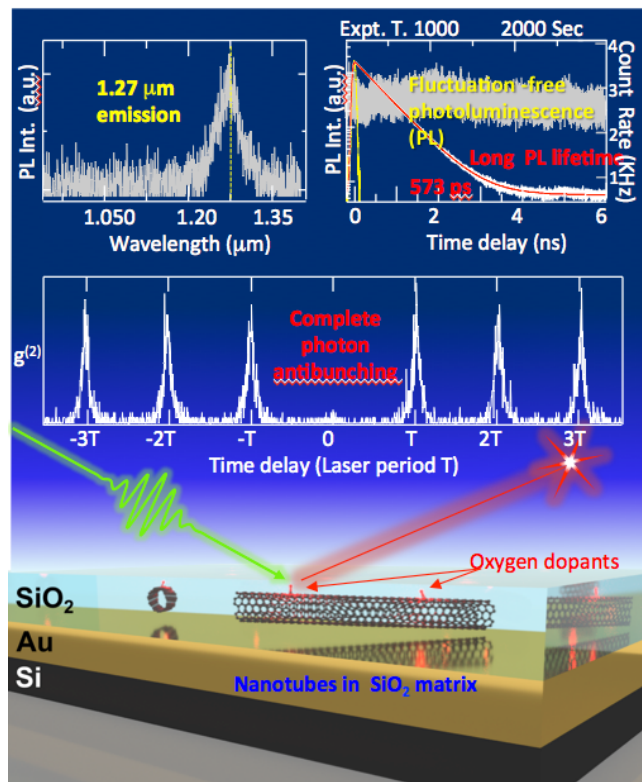 Expt. T. 1000 2000 Sec
PL Int. (a.u.)
1.27 μm
emission
1.050 1.20 1.35
Wavelength (μm)
PL Int. (a.u.)
Fluctuation -free
photoluminescence
(PL)
Long PL lifetime
573 ps
4
3
2
1
Count Rate (KHz)
0 2 4 6
Time delay (ns)
g(2)
Complete
photon
antibunching
-3T -2T -T 0 T 2T 3T
Time delay (Laser period T)
Oxygen dopants
SiO2
Au
Si
Nanotubes in SiO2 matrix